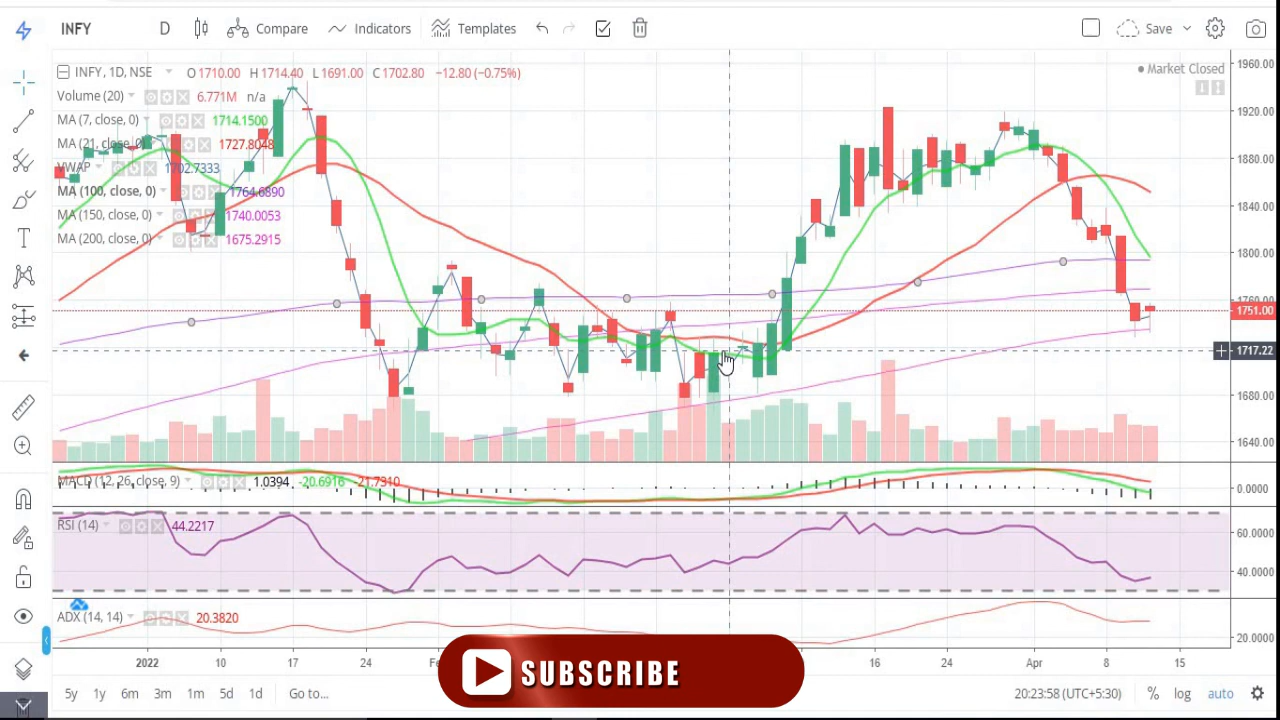 INFY D Compare Indicators Templates Save
INFY, 1D, NSE O1710.00 H1714.40 L1691.00 C1702.80 −12.80 (−0.75%)
Market Closed
Volume (20) 6.771M n/a
MA (7, close, 0) 1714.1500
MA (21, close, 0) 1727.8048
VWAP 1702.7333
MA (100, close, 0) 1764.6890
MA (150, close, 0) 1740.0053
MA (200, close, 0) 1675.2915
1960.00
1920.00
1880.00
1840.00
1800.00
1760.00
1751.00
1717.22
1680.00
1640.00
MACD (12, 26, close, 9) 1.0394 -20.6916 -21.7310
0.0000
RSI (14) 44.2217
60.0000
40.0000
ADX (14, 14) 20.3820
20.0000
2022 10 17 24 16 24 Apr 8 15
SUBSCRIBE
5y 1y 6m 3m 1m 5d 1d Go to... 20:23:58 (UTC+5:30) % log auto